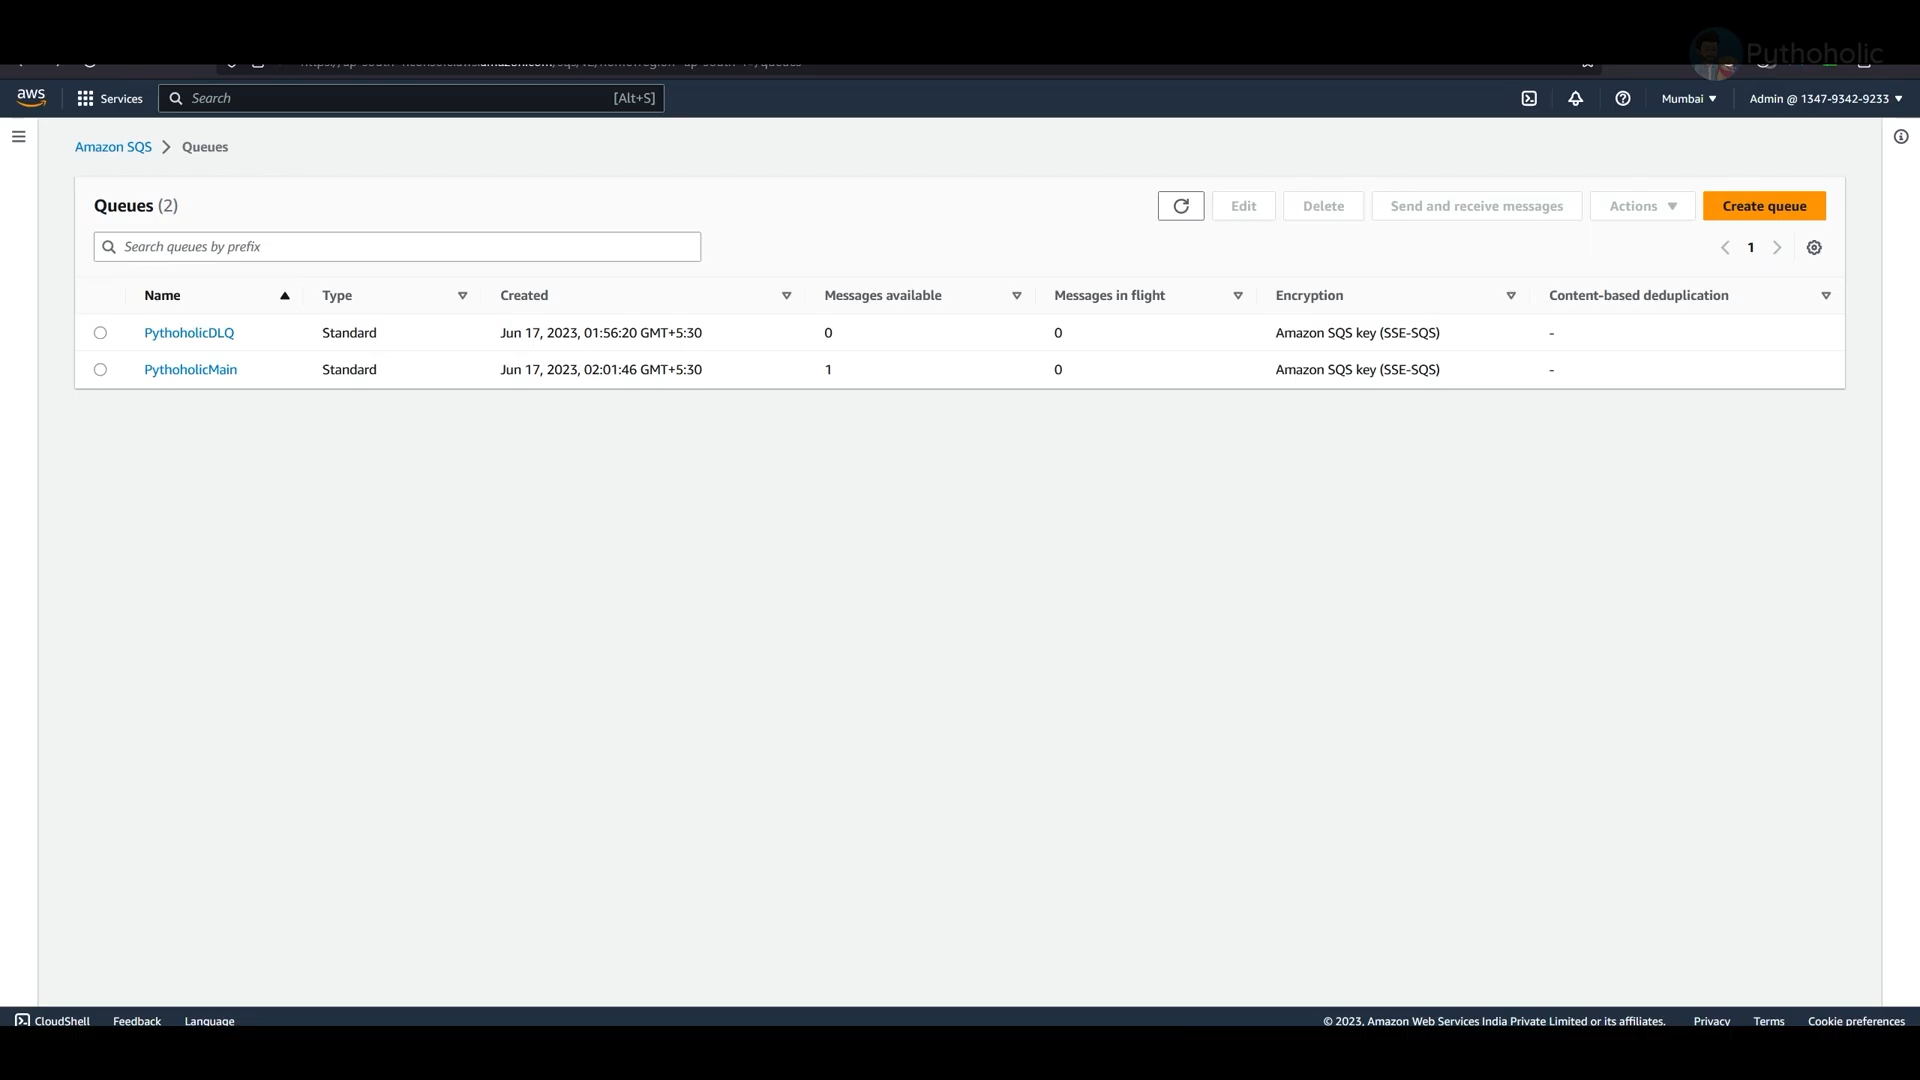 Pythoholic
aws Services Search [Alt+S] Mumbai Admin @ 1347-9342-9233
Amazon SQS > Queues
Queues (2) Edit Delete Send and receive messages Actions Create queue
Search queues by prefix 1
Name Type Created Messages available Messages in flight Encryption Content-based deduplication
PythoholicDLQ Standard Jun 17, 2023, 01:56:20 GMT+5:30 0 0 Amazon SQS key (SSE-SQS) -
PythoholicMain Standard Jun 17, 2023, 02:01:46 GMT+5:30 1 0 Amazon SQS key (SSE-SQS) -
CloudShell Feedback Language © 2023, Amazon Web Services India Private Limited or its affiliates. Privacy Terms Cookie preferences